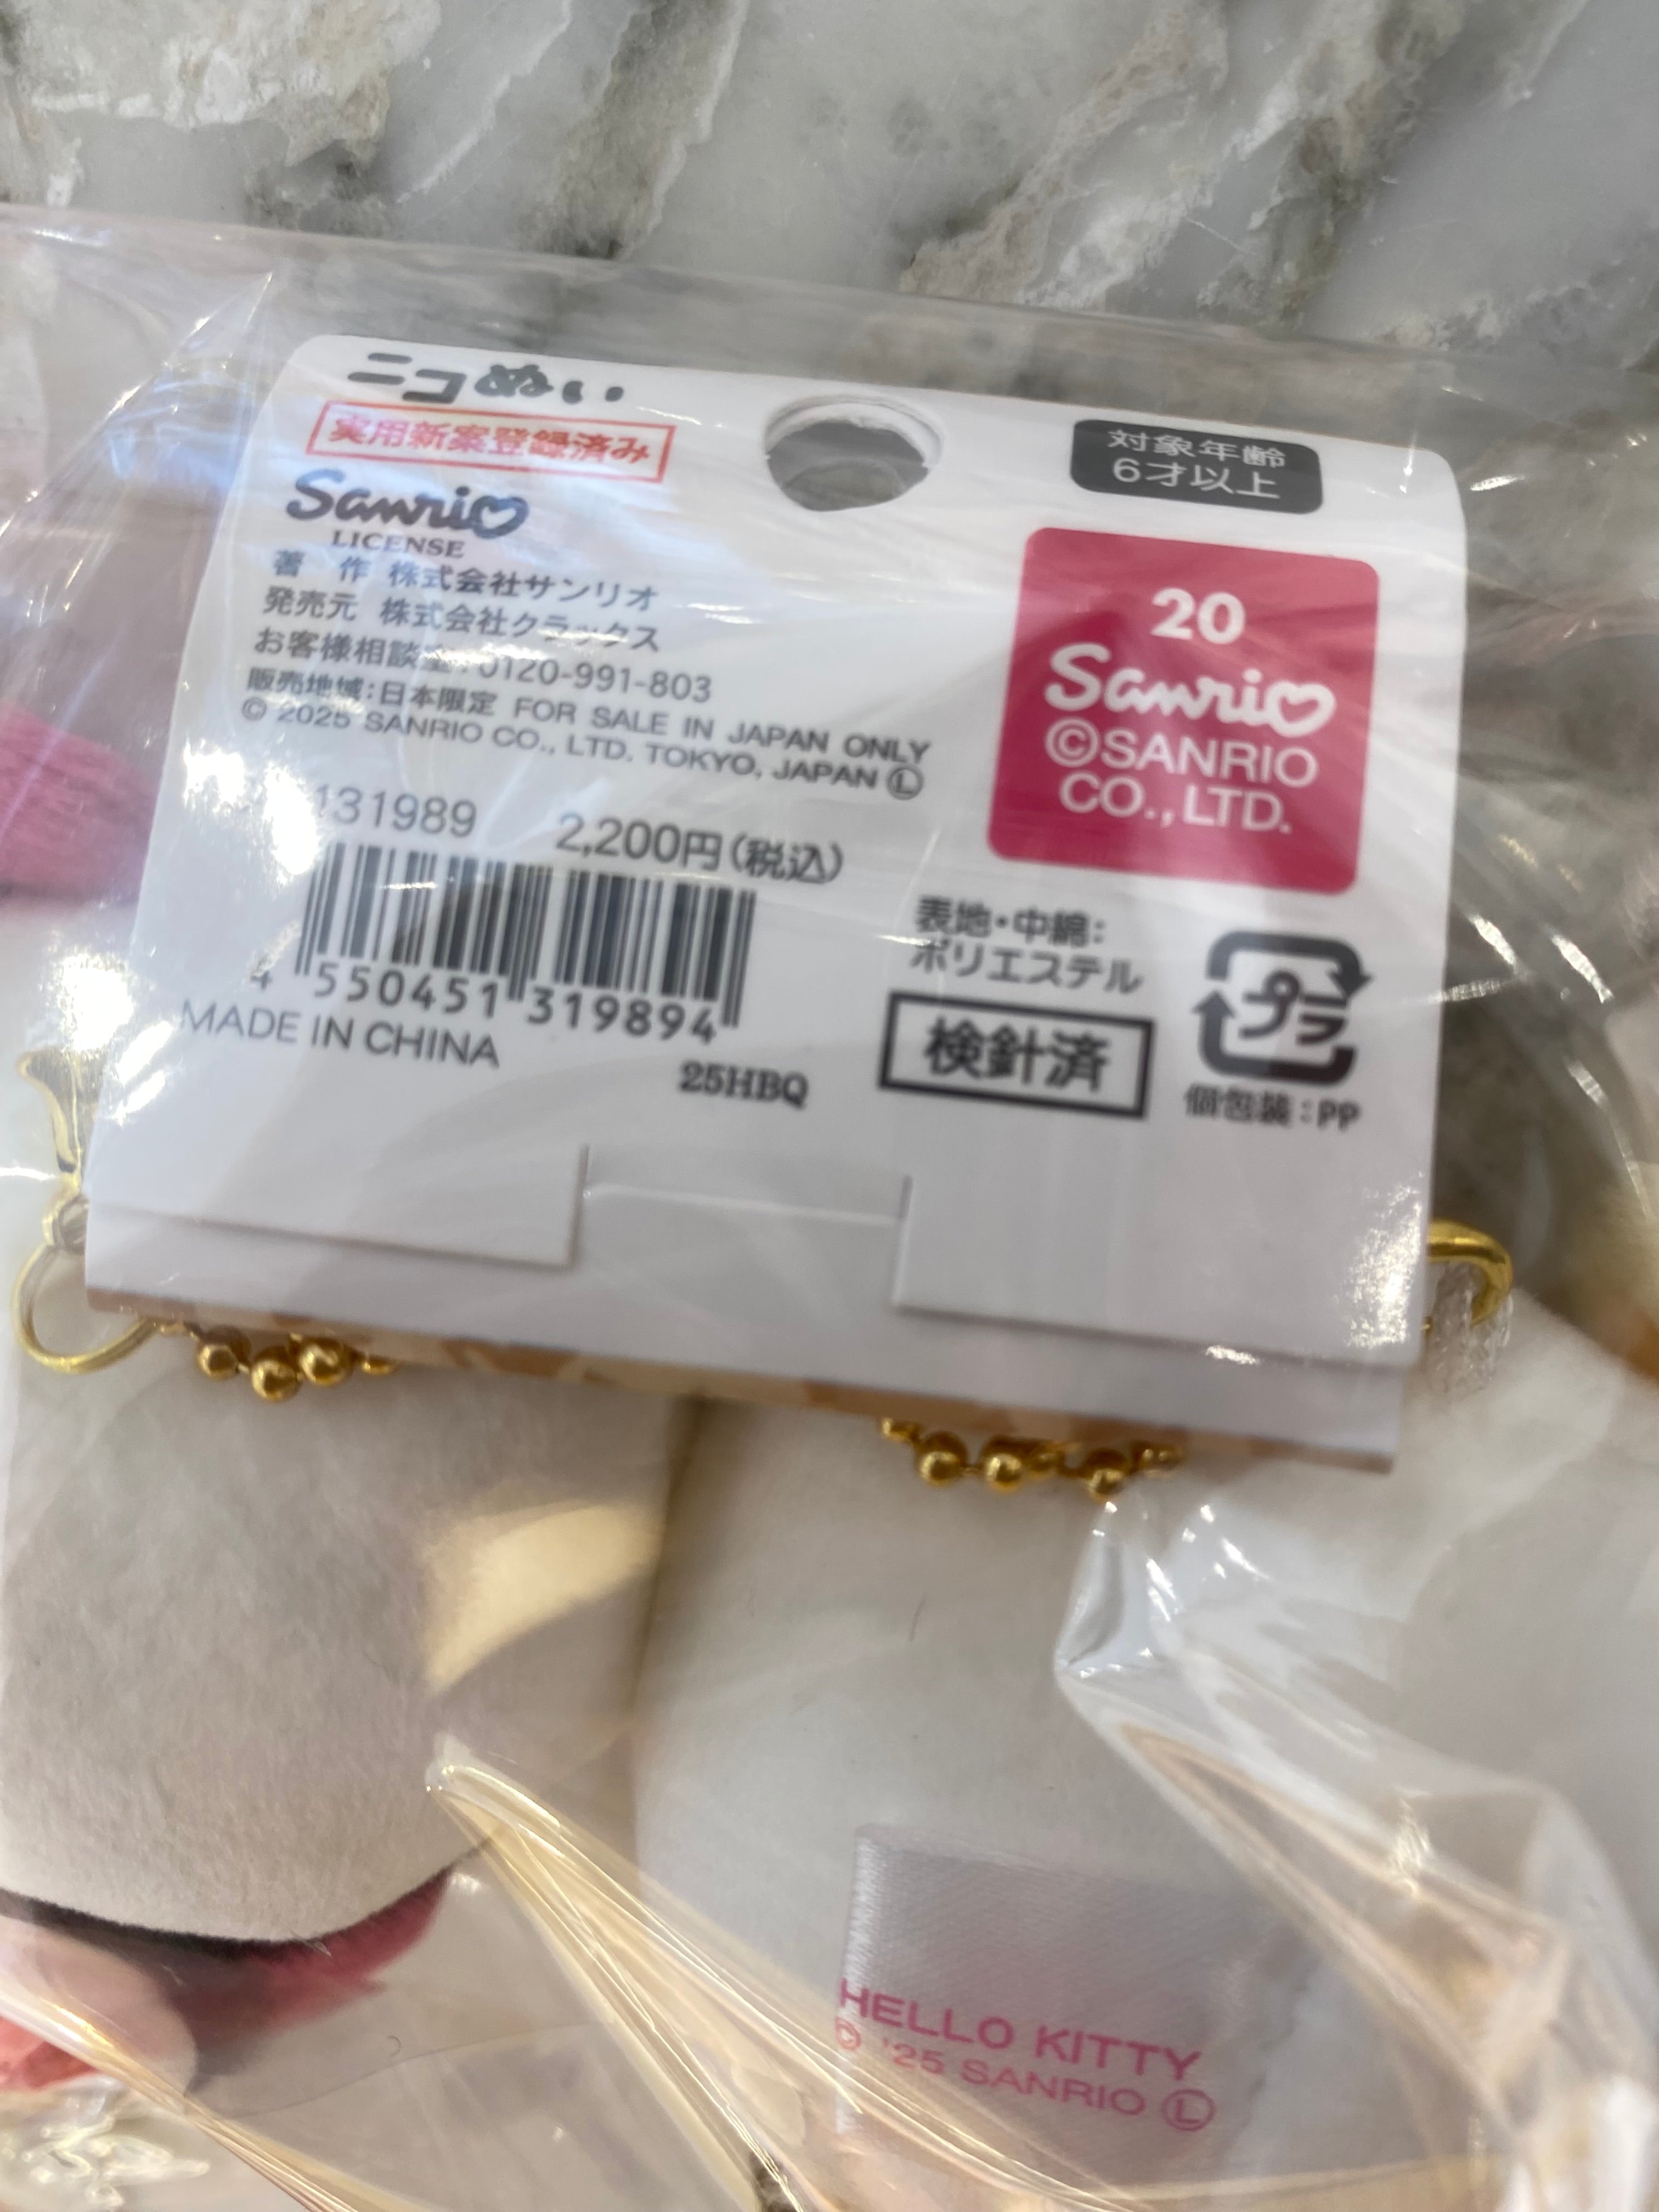 ニコぬい
実用新案登録済み
Sanrio
LICENSE
著 作 株式会社サンリオ
発売元 株式会社クラックス
お客様相談室:0120-991-803
販売地域:日本限定 FOR SALE IN JAPAN ONLY
© 2025 SANRIO CO., LTD. TOKYO, JAPAN Ⓛ
131989 2,200円(税込)
4 550451 319894
MADE IN CHINA
25HBQ
対象年齢
6才以上
20
Sanrio
©SANRIO
CO., LTD.
表地・中綿:
ポリエステル
検針済
プラ
個包装:PP
HELLO KITTY
© '25 SANRIO Ⓛ